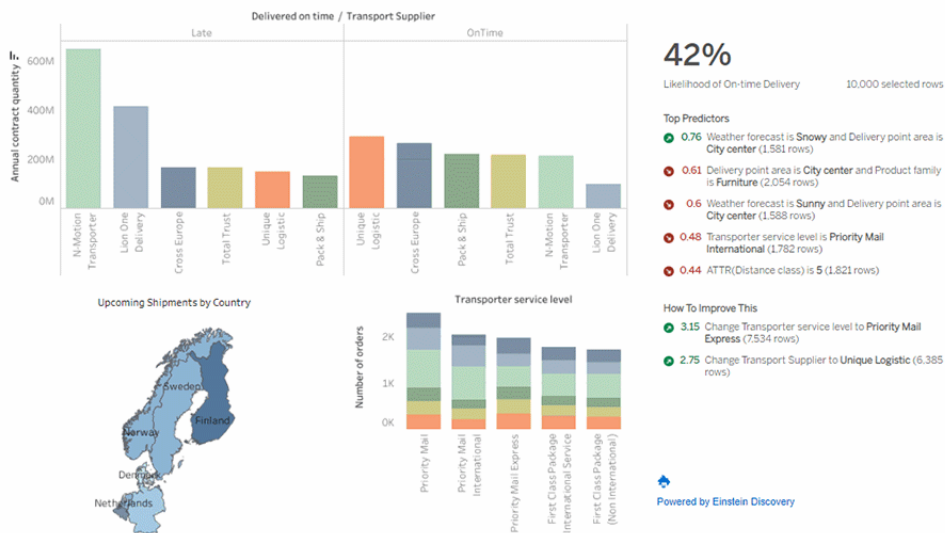 Delivered on time / Transport Supplier
Late
OnTime
Annual contract quantity
600M
400M
200M
0M
N-Motion
Transporter
Lion One
Delivery
Cross Europe
Total Trust
Unique
Logistic
Pack & Ship
Unique
Logistic
Cross Europe
Pack & Ship
Total Trust
N-Motion
Transporter
Lion One
Delivery
42%
Likelihood of On-time Delivery
10,000 selected rows
Top Predictors
0.76 Weather forecast is Snowy and Delivery point area is
City center (1.581 rows)
0.61 Delivery point area is City center and Product family
is Furniture (2,054 rows)
0.6 Weather forecast is Sunny and Delivery point area is
City center (1.588 rows)
0.48 Transporter service level is Priority Mail
International (1.782 rows)
0.44 ATTR(Distance class) is 5 (1.821 rows)
How To Improve This
3.15 Change Transporter service level to Priority Mail
Express (7.534 rows)
2.75 Change Transport Supplier to Unique Logistic (6,385
rows)
Powered by Einstein Discovery
Upcoming Shipments by Country
Sweden
Finland
Norway
Denmark
Netherlands
Transporter service level
Number of orders
2K
1K
0K
Priority Mail
Priority Mail
International
Priority Mail Express
First Class Package
International Service
First Class Package
(Non International)